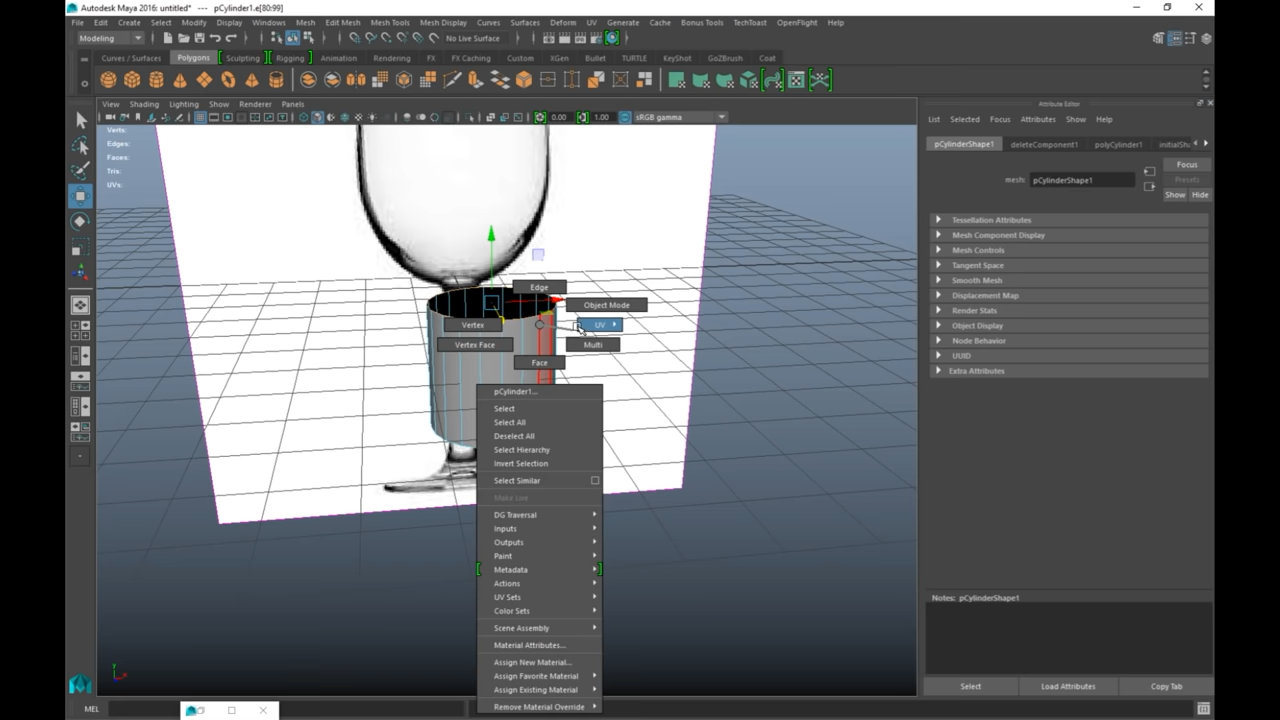 Autodesk Maya 2016: untitled*   ---   pCylinder1.e[80:99]
File Edit Create Select Modify Display Windows Mesh Edit Mesh Mesh Tools Mesh Display Curves Surfaces Deform UV Generate Cache Bonus Tools TechToast OpenFlight Help
Modeling No Live Surface
Curves / Surfaces Polygons Sculpting Rigging Animation Rendering FX FX Caching Custom XGen Bullet TURTLE KeyShot GoZBrush Coat
View Shading Lighting Show Renderer Panels
0.00 1.00 sRGB gamma
Verts:
Edges:
Faces:
Tris:
UVs:
Edge
Object Mode
Vertex UV
Vertex Face Multi
Face
pCylinder1...
Select
Select All
Deselect All
Select Hierarchy
Invert Selection
Select Similar
Make Live
DG Traversal
Inputs
Outputs
Paint
Metadata
Actions
UV Sets
Color Sets
Scene Assembly
Material Attributes...
Assign New Material...
Assign Favorite Material
Assign Existing Material
Remove Material Override
Attribute Editor
List Selected Focus Attributes Show Help
pCylinderShape1 deleteComponent1 polyCylinder1 initialSh
Focus
mesh: pCylinderShape1 Presets
Show Hide
Tessellation Attributes
Mesh Component Display
Mesh Controls
Tangent Space
Smooth Mesh
Displacement Map
Render Stats
Object Display
Node Behavior
UUID
Extra Attributes
Notes: pCylinderShape1
Select Load Attributes Copy Tab
MEL